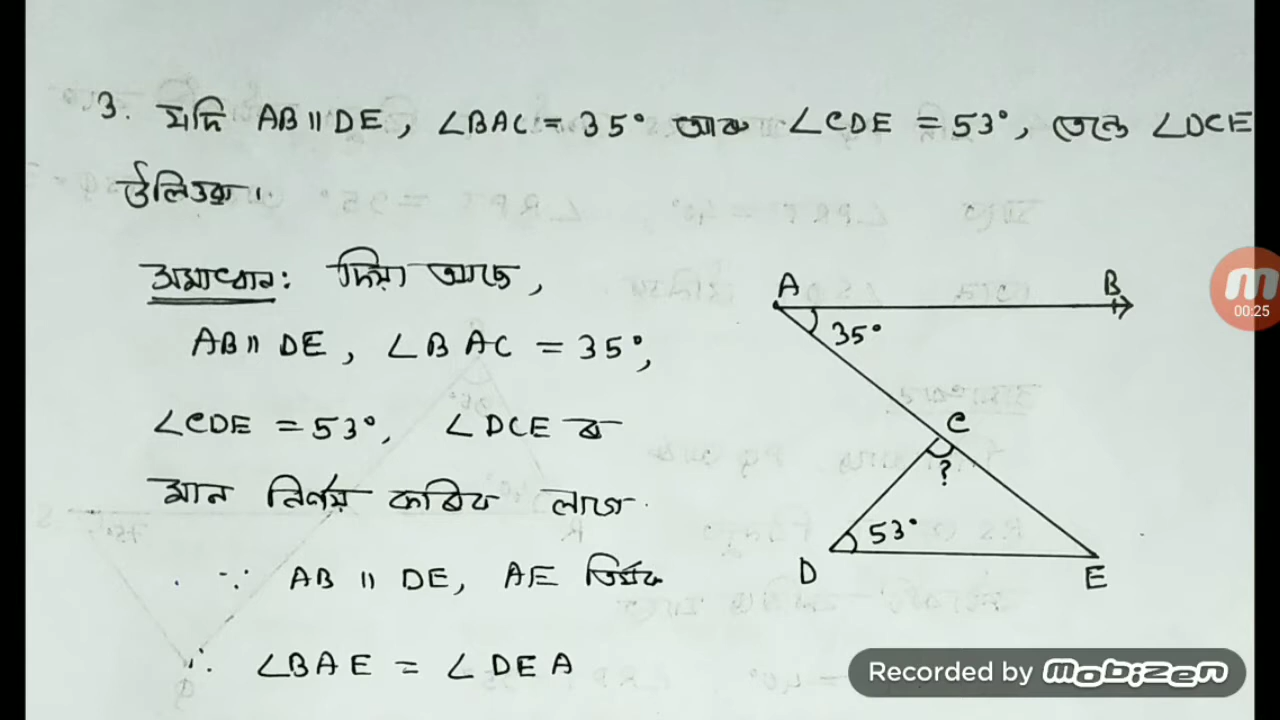 3. যদি AB || DE, ∠BAC = 35° আৰু ∠CDE = 53°, তেন্তে ∠DCE
উলিওৱা।
সমাধান: দিয়া আছে,
AB || DE, ∠BAC = 35°,
∠CDE = 53°, ∠DCE ৰ
মান নিৰ্ণয় কৰিব লাগে
∵ AB || DE, AE তিৰ্যক
∴ ∠BAE = ∠DEA
A
B
35°
C
?
53°
D
E
00:25
Recorded by mobizen